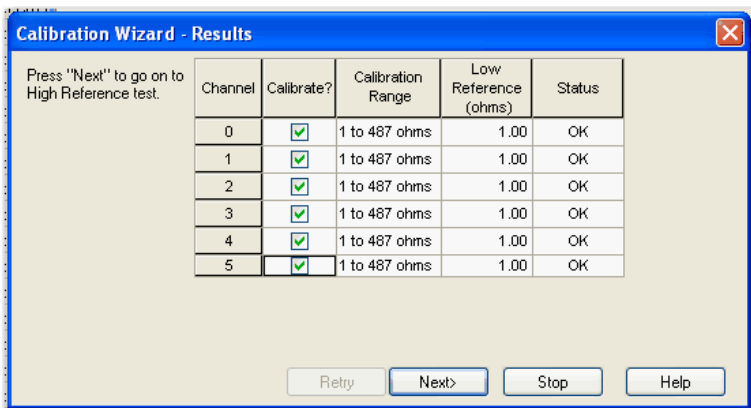 Calibration Wizard - Results
Press "Next" to go on to
High Reference test.
Channel Calibrate? Calibration Range Low Reference (ohms) Status
0 1 to 487 ohms 1.00 OK
1 1 to 487 ohms 1.00 OK
2 1 to 487 ohms 1.00 OK
3 1 to 487 ohms 1.00 OK
4 1 to 487 ohms 1.00 OK
5 1 to 487 ohms 1.00 OK
Retry Next> Stop Help